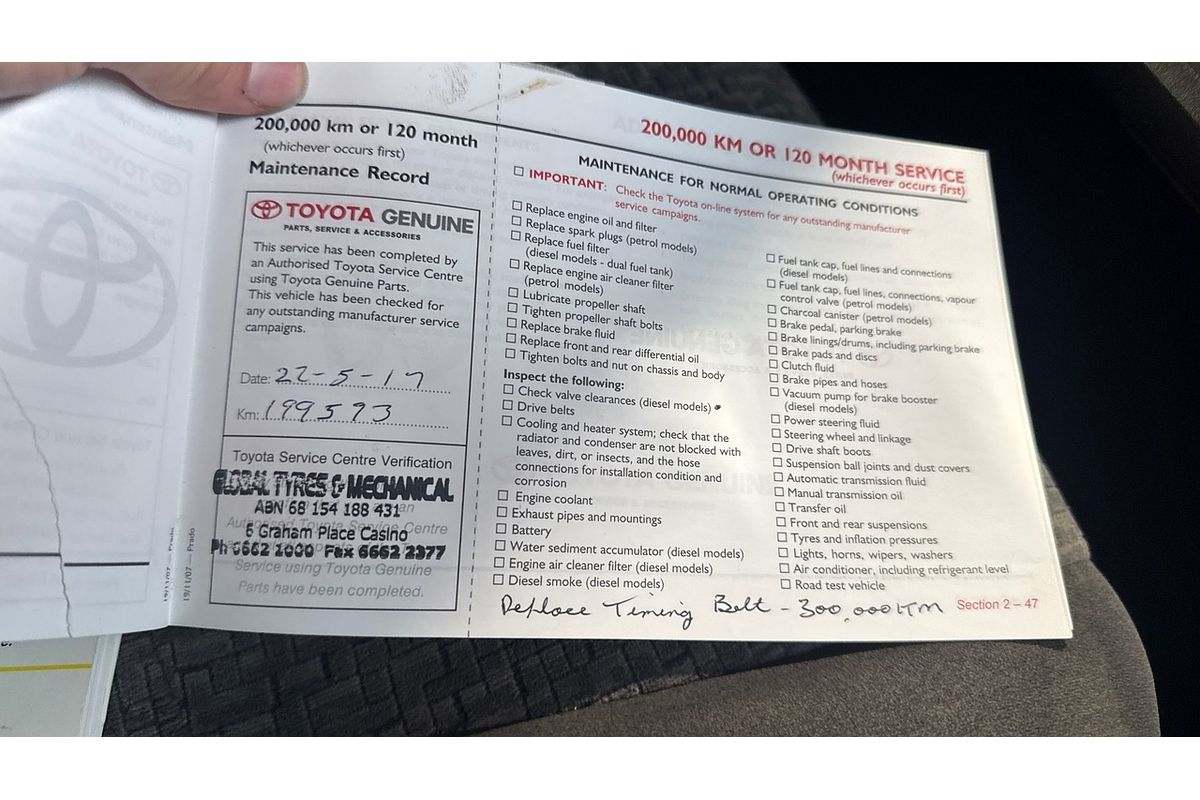 200,000 km or 120 month
(whichever occurs first)
Maintenance Record
TOYOTA GENUINE
PARTS, SERVICE & ACCESSORIES
This service has been completed by
an Authorised Toyota Service Centre
using Toyota Genuine Parts.
This vehicle has been checked for
any outstanding manufacturer service
campaigns.
Date: 22-5-17
Km: 199593
Toyota Service Centre Verification
GLOBAL TYRES & MECHANICAL
ABN 68 154 188 431
6 Graham Place Casino
Ph 6662 1000 Fax 6662 2377
Service using Toyota Genuine
Parts have been completed.
19/11/07 — Prado
200,000 KM OR 120 MONTH SERVICE
(whichever occurs first)
MAINTENANCE FOR NORMAL OPERATING CONDITIONS
IMPORTANT: Check the Toyota on-line system for any outstanding manufacturer
service campaigns.
Replace engine oil and filter
Replace spark plugs (petrol models)
Replace fuel filter
(diesel models - dual fuel tank)
Replace engine air cleaner filter
(petrol models)
Lubricate propeller shaft
Tighten propeller shaft bolts
Replace brake fluid
Replace front and rear differential oil
Tighten bolts and nut on chassis and body
Inspect the following:
Check valve clearances (diesel models)
Drive belts
Cooling and heater system; check that the
radiator and condenser are not blocked with
leaves, dirt, or insects, and the hose
connections for installation condition and
corrosion
Engine coolant
Exhaust pipes and mountings
Battery
Water sediment accumulator (diesel models)
Engine air cleaner filter (diesel models)
Diesel smoke (diesel models)
Fuel tank cap, fuel lines and connections
(diesel models)
Fuel tank cap, fuel lines, connections, vapour
control valve (petrol models)
Charcoal canister (petrol models)
Brake pedal, parking brake
Brake linings/drums, including parking brake
Brake pads and discs
Clutch fluid
Brake pipes and hoses
Vacuum pump for brake booster
(diesel models)
Power steering fluid
Steering wheel and linkage
Drive shaft boots
Suspension ball joints and dust covers
Automatic transmission fluid
Manual transmission oil
Transfer oil
Front and rear suspensions
Tyres and inflation pressures
Lights, horns, wipers, washers
Air conditioner, including refrigerant level
Road test vehicle
Replace Timing Belt - 300,000KM
Section 2 – 47